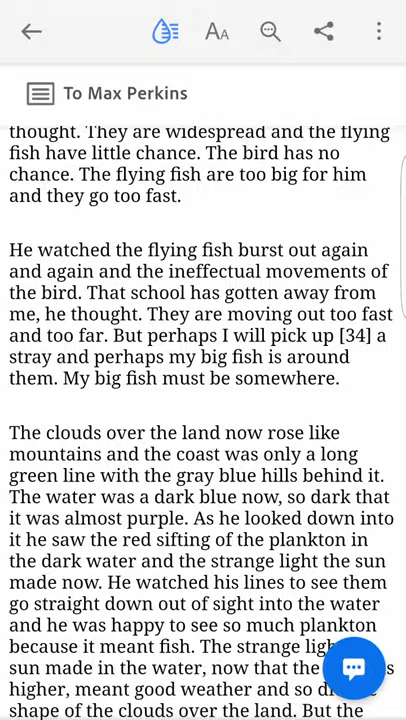 AA
To Max Perkins
thought. They are widespread and the flying
fish have little chance. The bird has no
chance. The flying fish are too big for him
and they go too fast.
He watched the flying fish burst out again
and again and the ineffectual movements of
the bird. That school has gotten away from
me, he thought. They are moving out too fast
and too far. But perhaps I will pick up [34] a
stray and perhaps my big fish is around
them. My big fish must be somewhere.
The clouds over the land now rose like
mountains and the coast was only a long
green line with the gray blue hills behind it.
The water was a dark blue now, so dark that
it was almost purple. As he looked down into
it he saw the red sifting of the plankton in
the dark water and the strange light the sun
made now. He watched his lines to see them
go straight down out of sight into the water
and he was happy to see so much plankton
because it meant fish. The strange
sun made in the water, now that the
higher, meant good weather and so
shape of the clouds over the land. But the